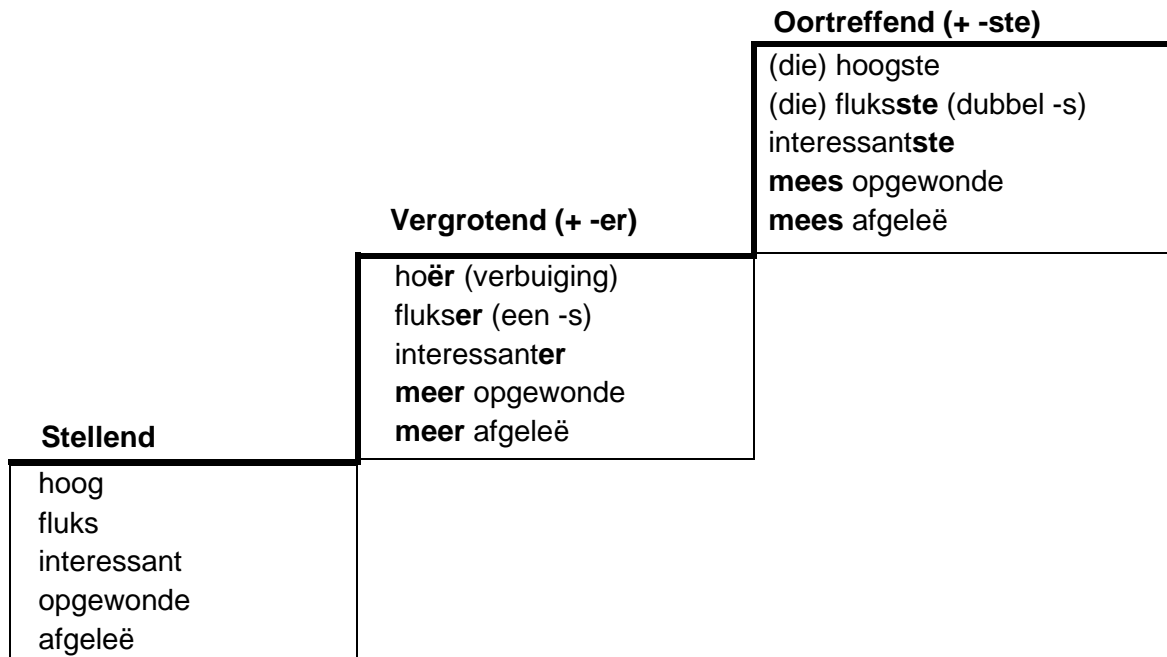 Oortreffend (+ -ste)
(die) hoogste
(die) fluksste (dubbel -s)
interessantste
mees opgewonde
mees afgeleë
Vergrotend (+ -er)
hoër (verbuiging)
flukser (een -s)
interessanter
meer opgewonde
meer afgeleë
Stellend
hoog
fluks
interessant
opgewonde
afgeleë